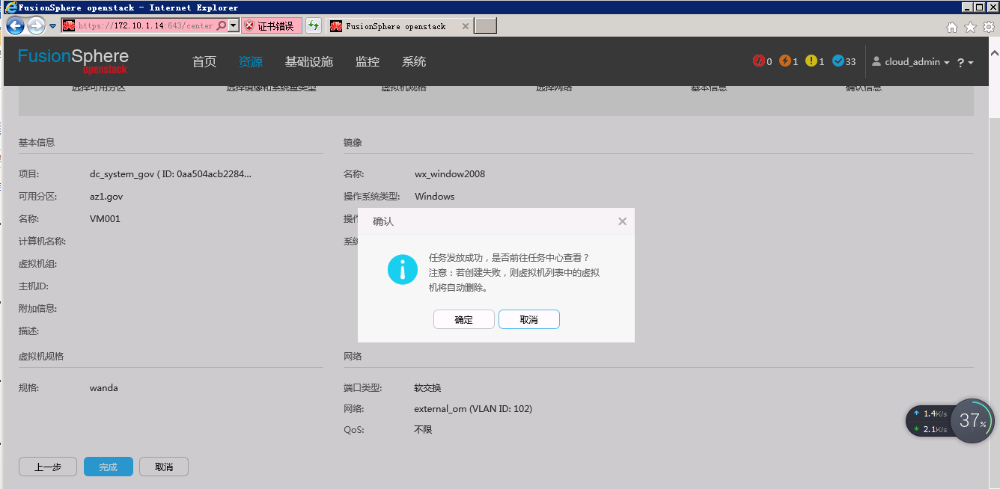 FusionSphere openstack - Internet Explorer
https://172.10.1.14:643/center
证书错误
FusionSphere openstack
FusionSphere
openstack
首页
资源
基础设施
监控
系统
0
1
1
33
cloud_admin
?
选择可用分区
选择镜像和系统盘类型
虚拟机规格
选择网络
基本信息
确认信息
基本信息
镜像
项目:
dc_system_gov ( ID: 0aa504acb2284...
名称:
wx_window2008
可用分区:
az1.gov
操作系统类型:
Windows
名称:
VM001
计算机名称:
虚拟机组:
主机ID:
附加信息:
描述:
确认
任务发放成功，是否前往任务中心查看？
注意：若创建失败，则虚拟机列表中的虚拟
机将自动删除。
确定
取消
虚拟机规格
网络
规格:
wanda
端口类型:
软交换
网络:
external_om (VLAN ID: 102)
QoS:
不限
1.4K/s
2.1K/s
37%
上一步
完成
取消